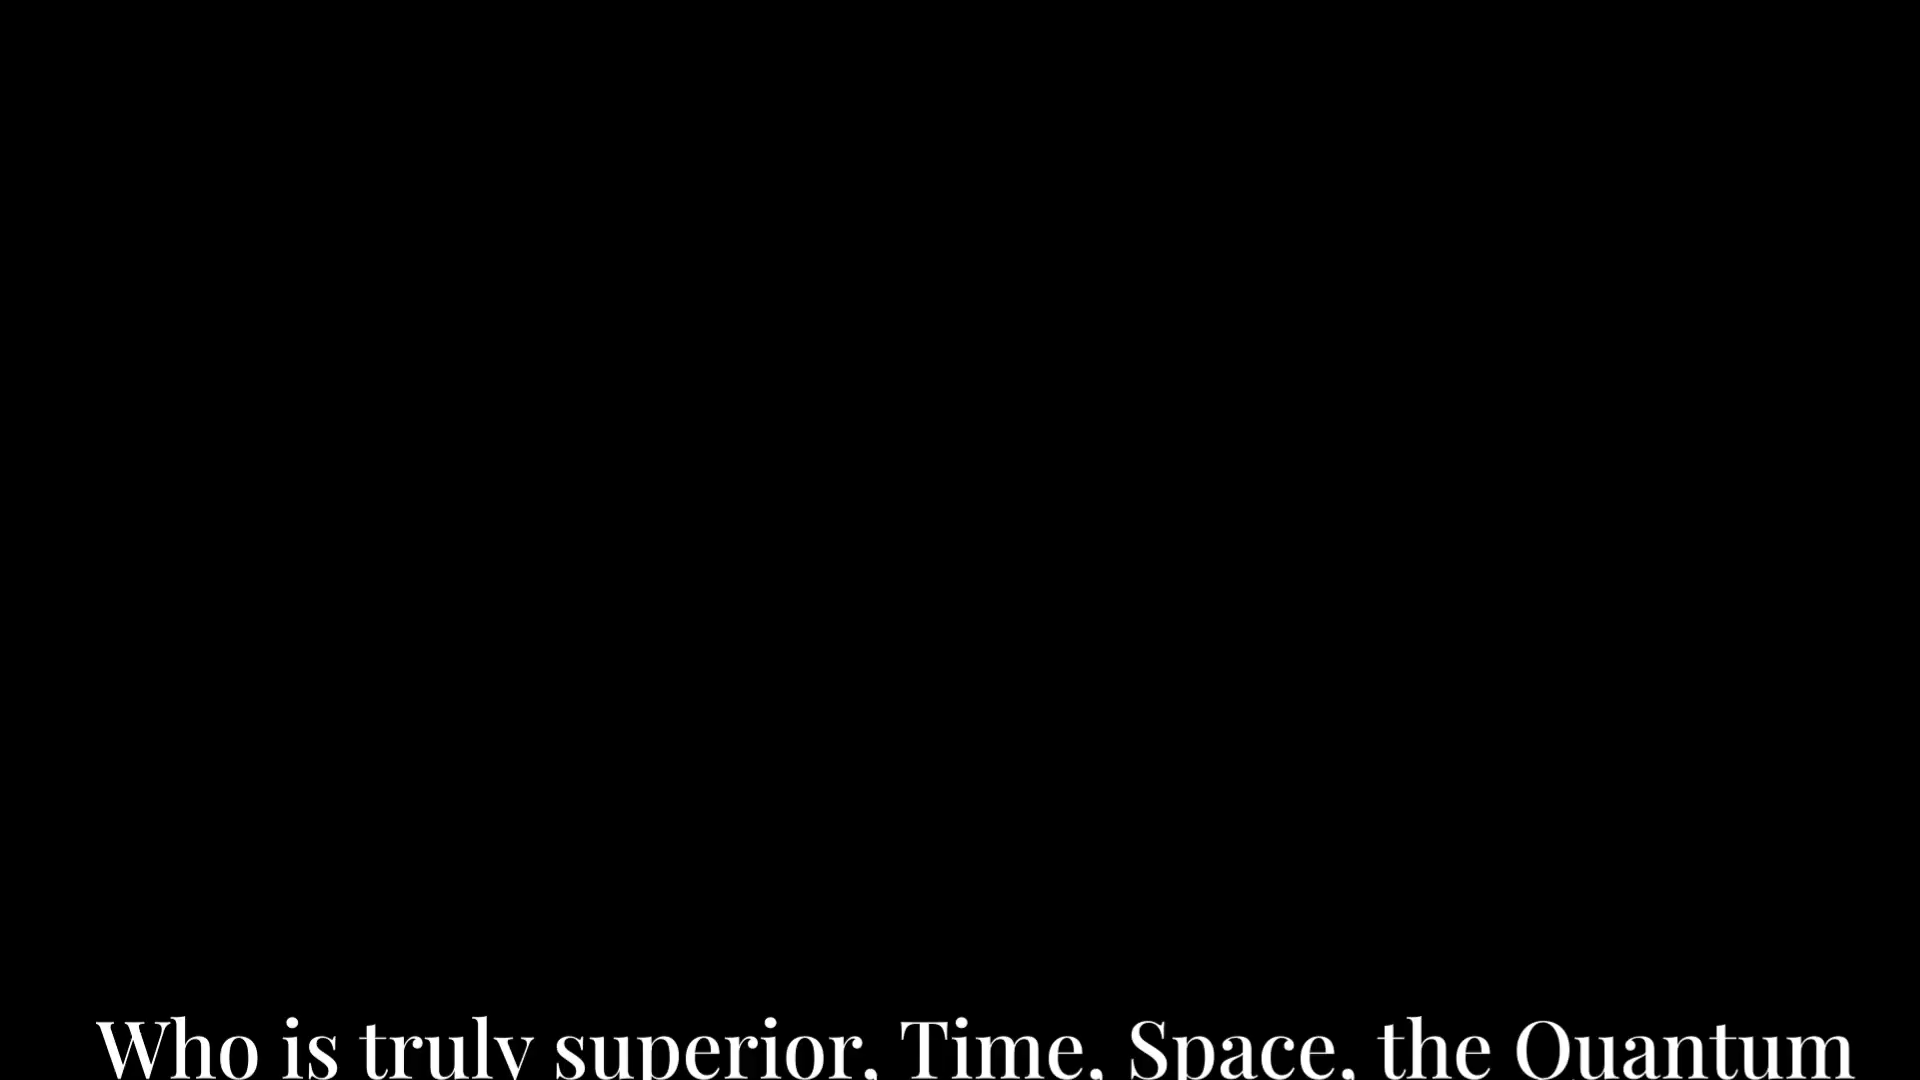 Who is truly superior, Time, Space, the Quantum